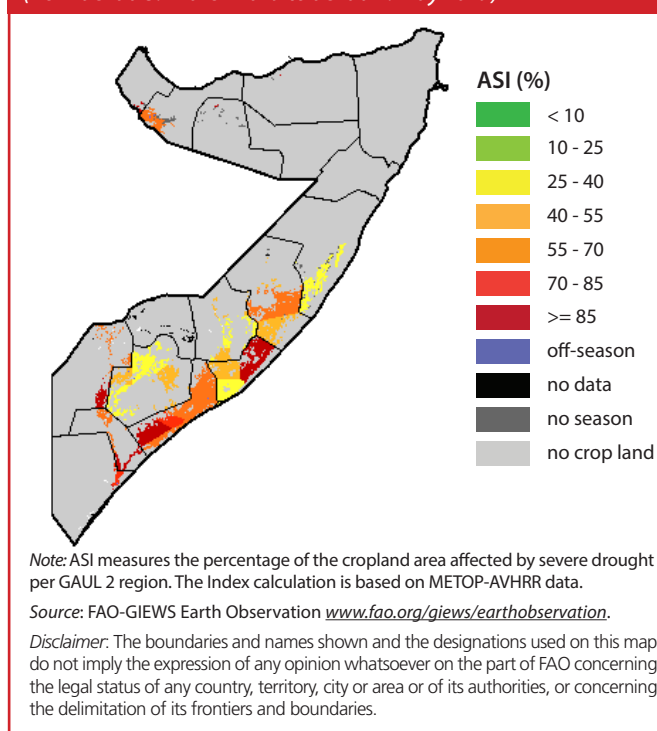 ASI (%)
< 10
10 - 25
25 - 40
40 - 55
55 - 70
70 - 85
>= 85
off-season
no data
no season
no crop land
Note: ASI measures the percentage of the cropland area affected by severe drought
per GAUL 2 region. The Index calculation is based on METOP-AVHRR data.
Source: FAO-GIEWS Earth Observation www.fao.org/giews/earthobservation.
Disclaimer: The boundaries and names shown and the designations used on this map
do not imply the expression of any opinion whatsoever on the part of FAO concerning
the legal status of any country, territory, city or area or of its authorities, or concerning
the delimitation of its frontiers and boundaries.